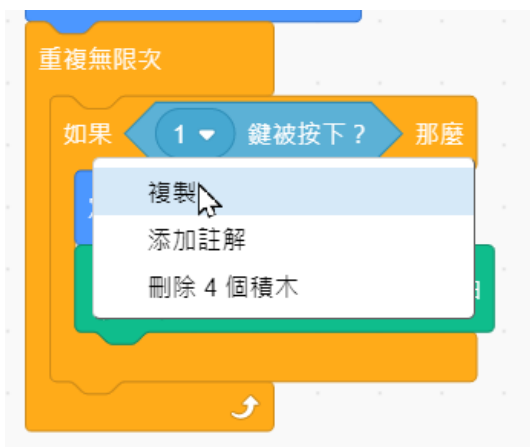 重複無限次
如果 1 鍵被按下？ 那麼
複製
添加註解
刪除 4 個積木